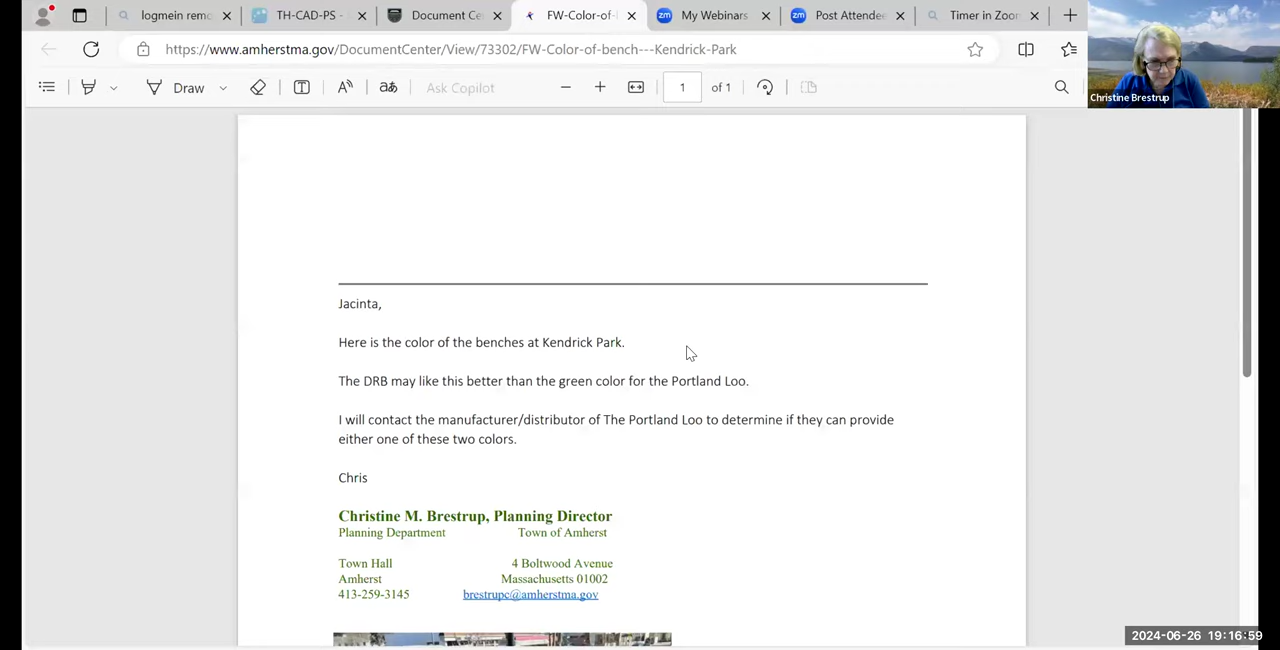 logmein remo
TH-CAD-PS -
Document Ce
FW-Color-of-
My Webinars
Post Attendee
Timer in Zoo
https://www.amherstma.gov/DocumentCenter/View/73302/FW-Color-of-bench---Kendrick-Park
Draw
Ask Copilot
1 of 1
Christine Brestrup
Jacinta,
Here is the color of the benches at Kendrick Park.
The DRB may like this better than the green color for the Portland Loo.
I will contact the manufacturer/distributor of The Portland Loo to determine if they can provide
either one of these two colors.
Chris
Christine M. Brestrup, Planning Director
Planning Department Town of Amherst
Town Hall 4 Boltwood Avenue
Amherst Massachusetts 01002
413-259-3145 brestrupc@amherstma.gov
2024-06-26 19:16:59